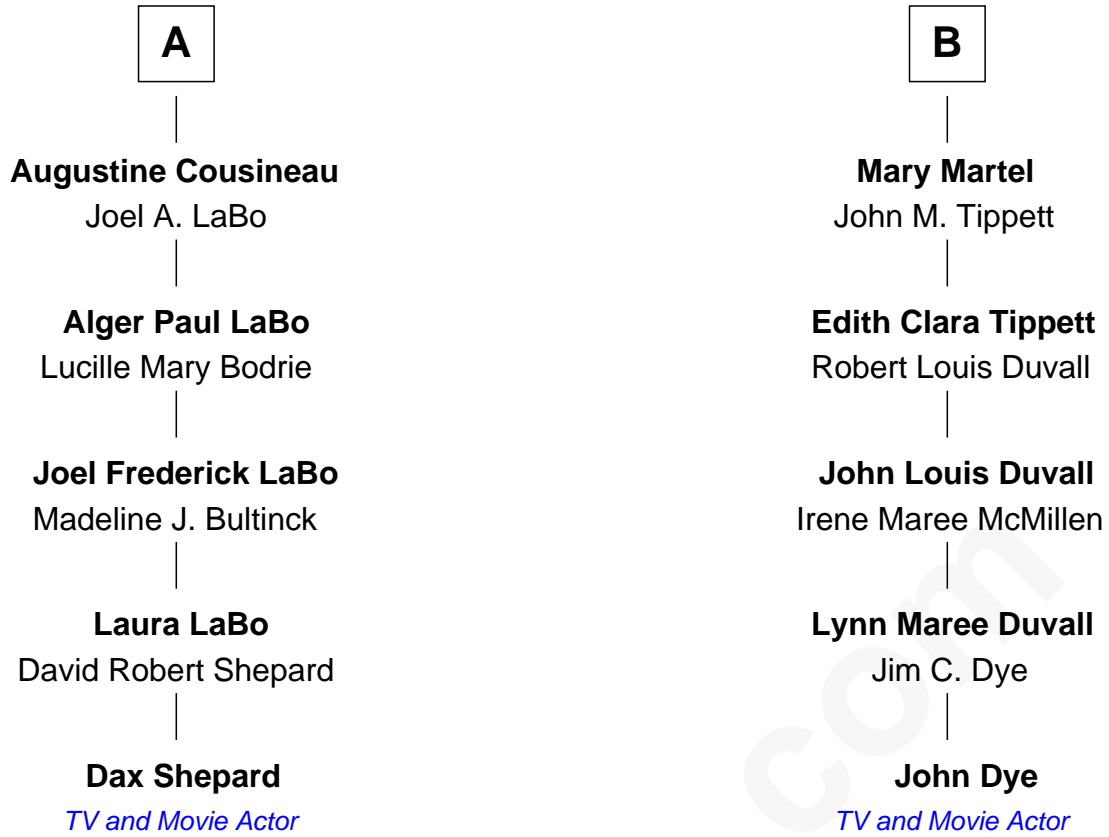 A
Augustine Cousineau
Joel A. LaBo
Alger Paul LaBo
Lucille Mary Bodrie
Joel Frederick LaBo
Madeline J. Bultinck
Laura LaBo
David Robert Shepard
Dax Shepard
TV and Movie Actor
B
Mary Martel
John M. Tippett
Edith Clara Tippett
Robert Louis Duvall
John Louis Duvall
Irene Maree McMillen
Lynn Maree Duvall
Jim C. Dye
John Dye
TV and Movie Actor
com